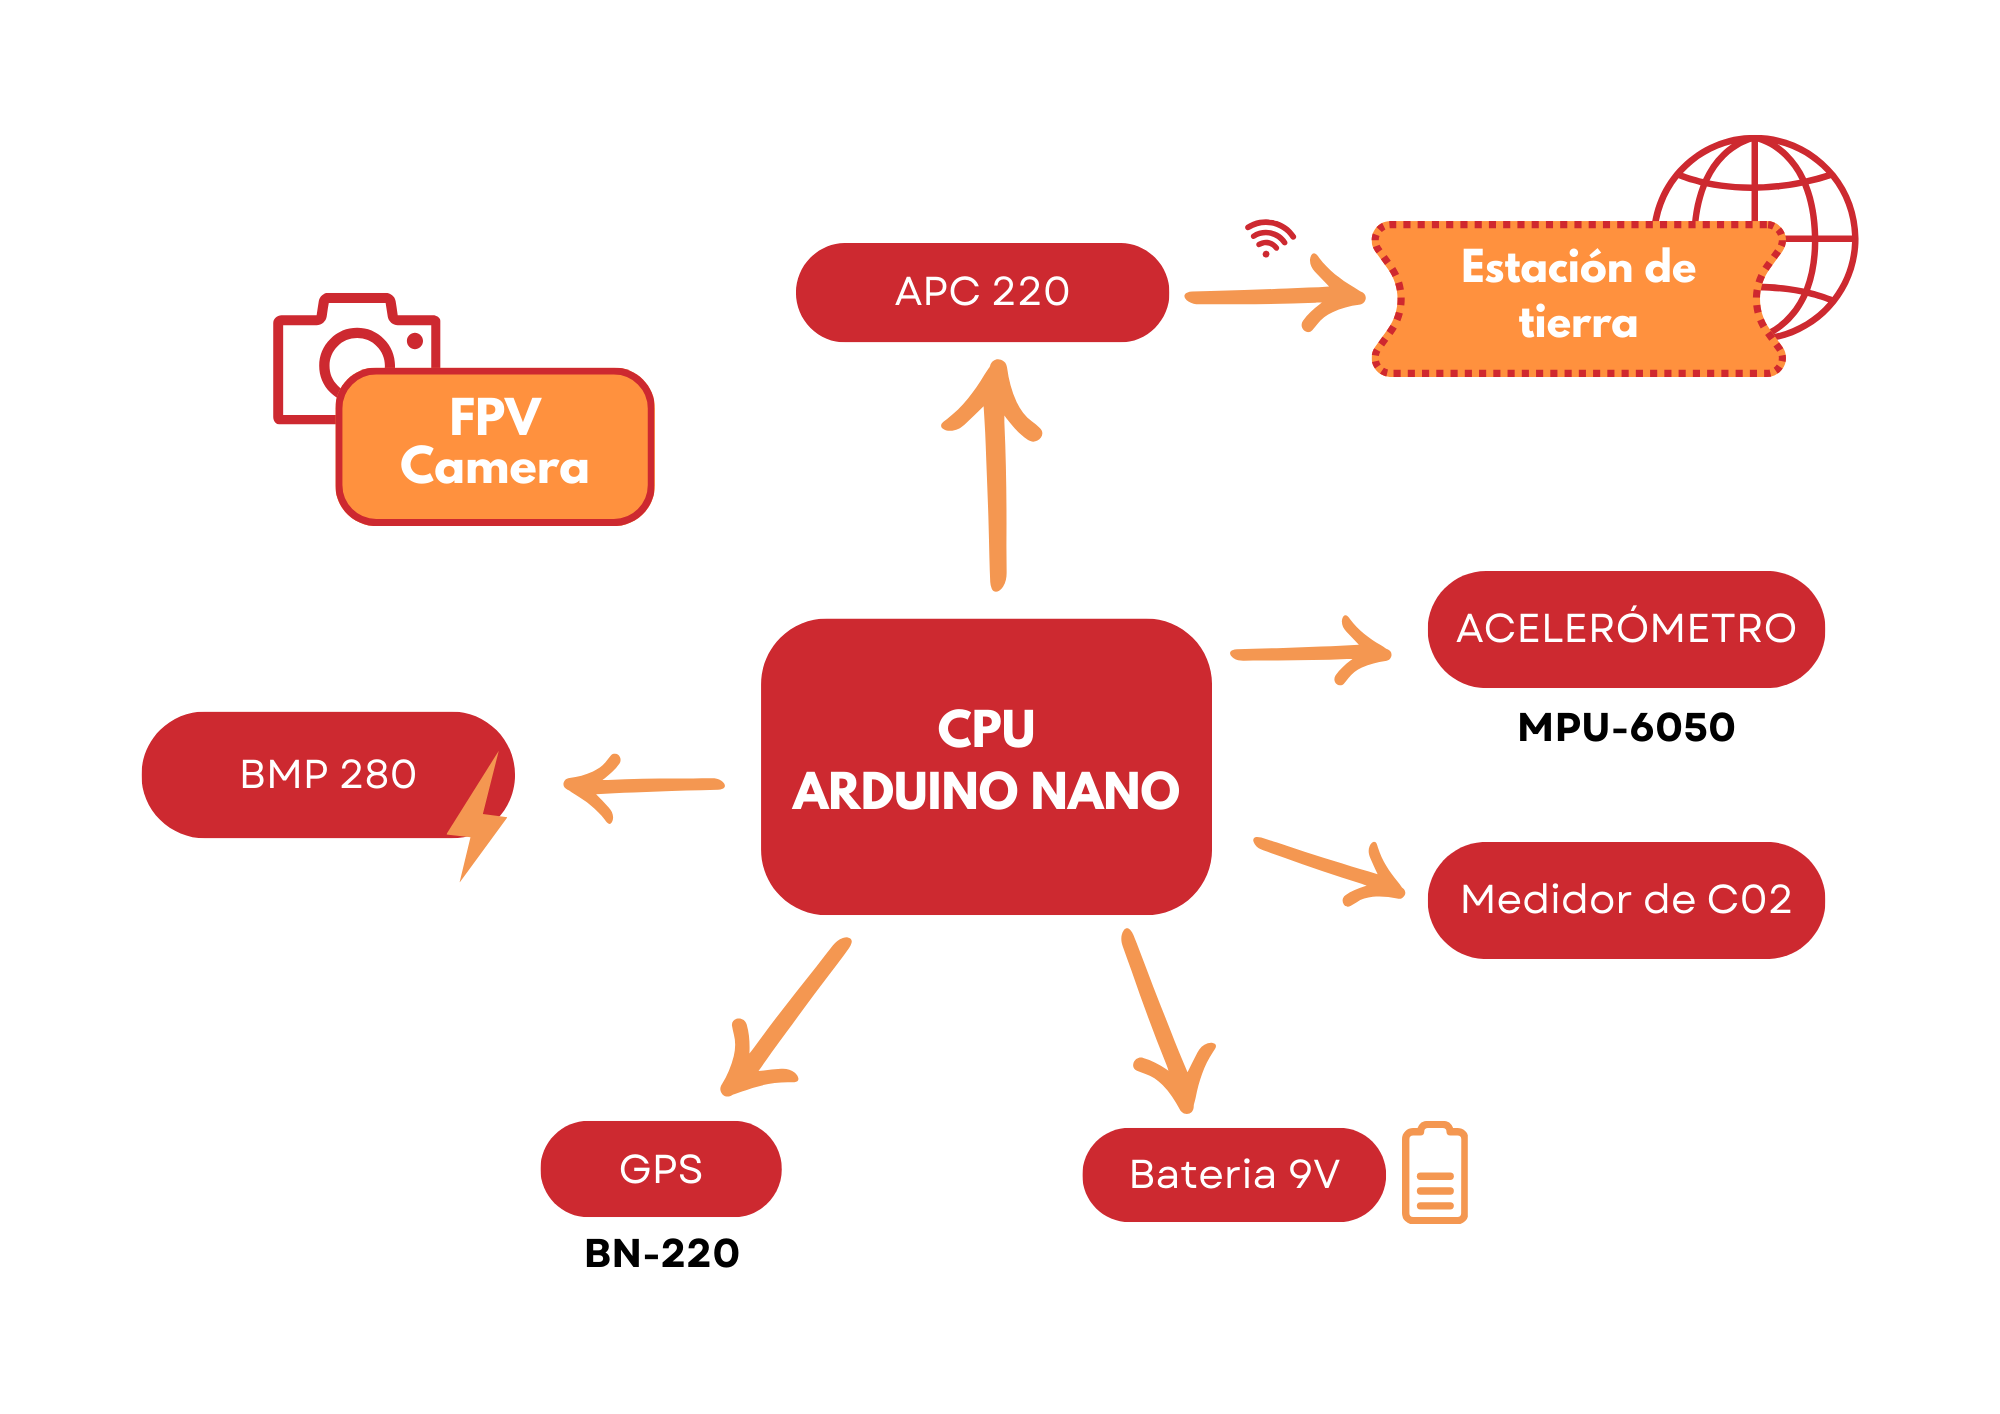 APC 220
Estación de
tierra
FPV
Camera
ACELERÓMETRO
MPU-6050
CPU
ARDUINO NANO
BMP 280
Medidor de C02
GPS
BN-220
Bateria 9V